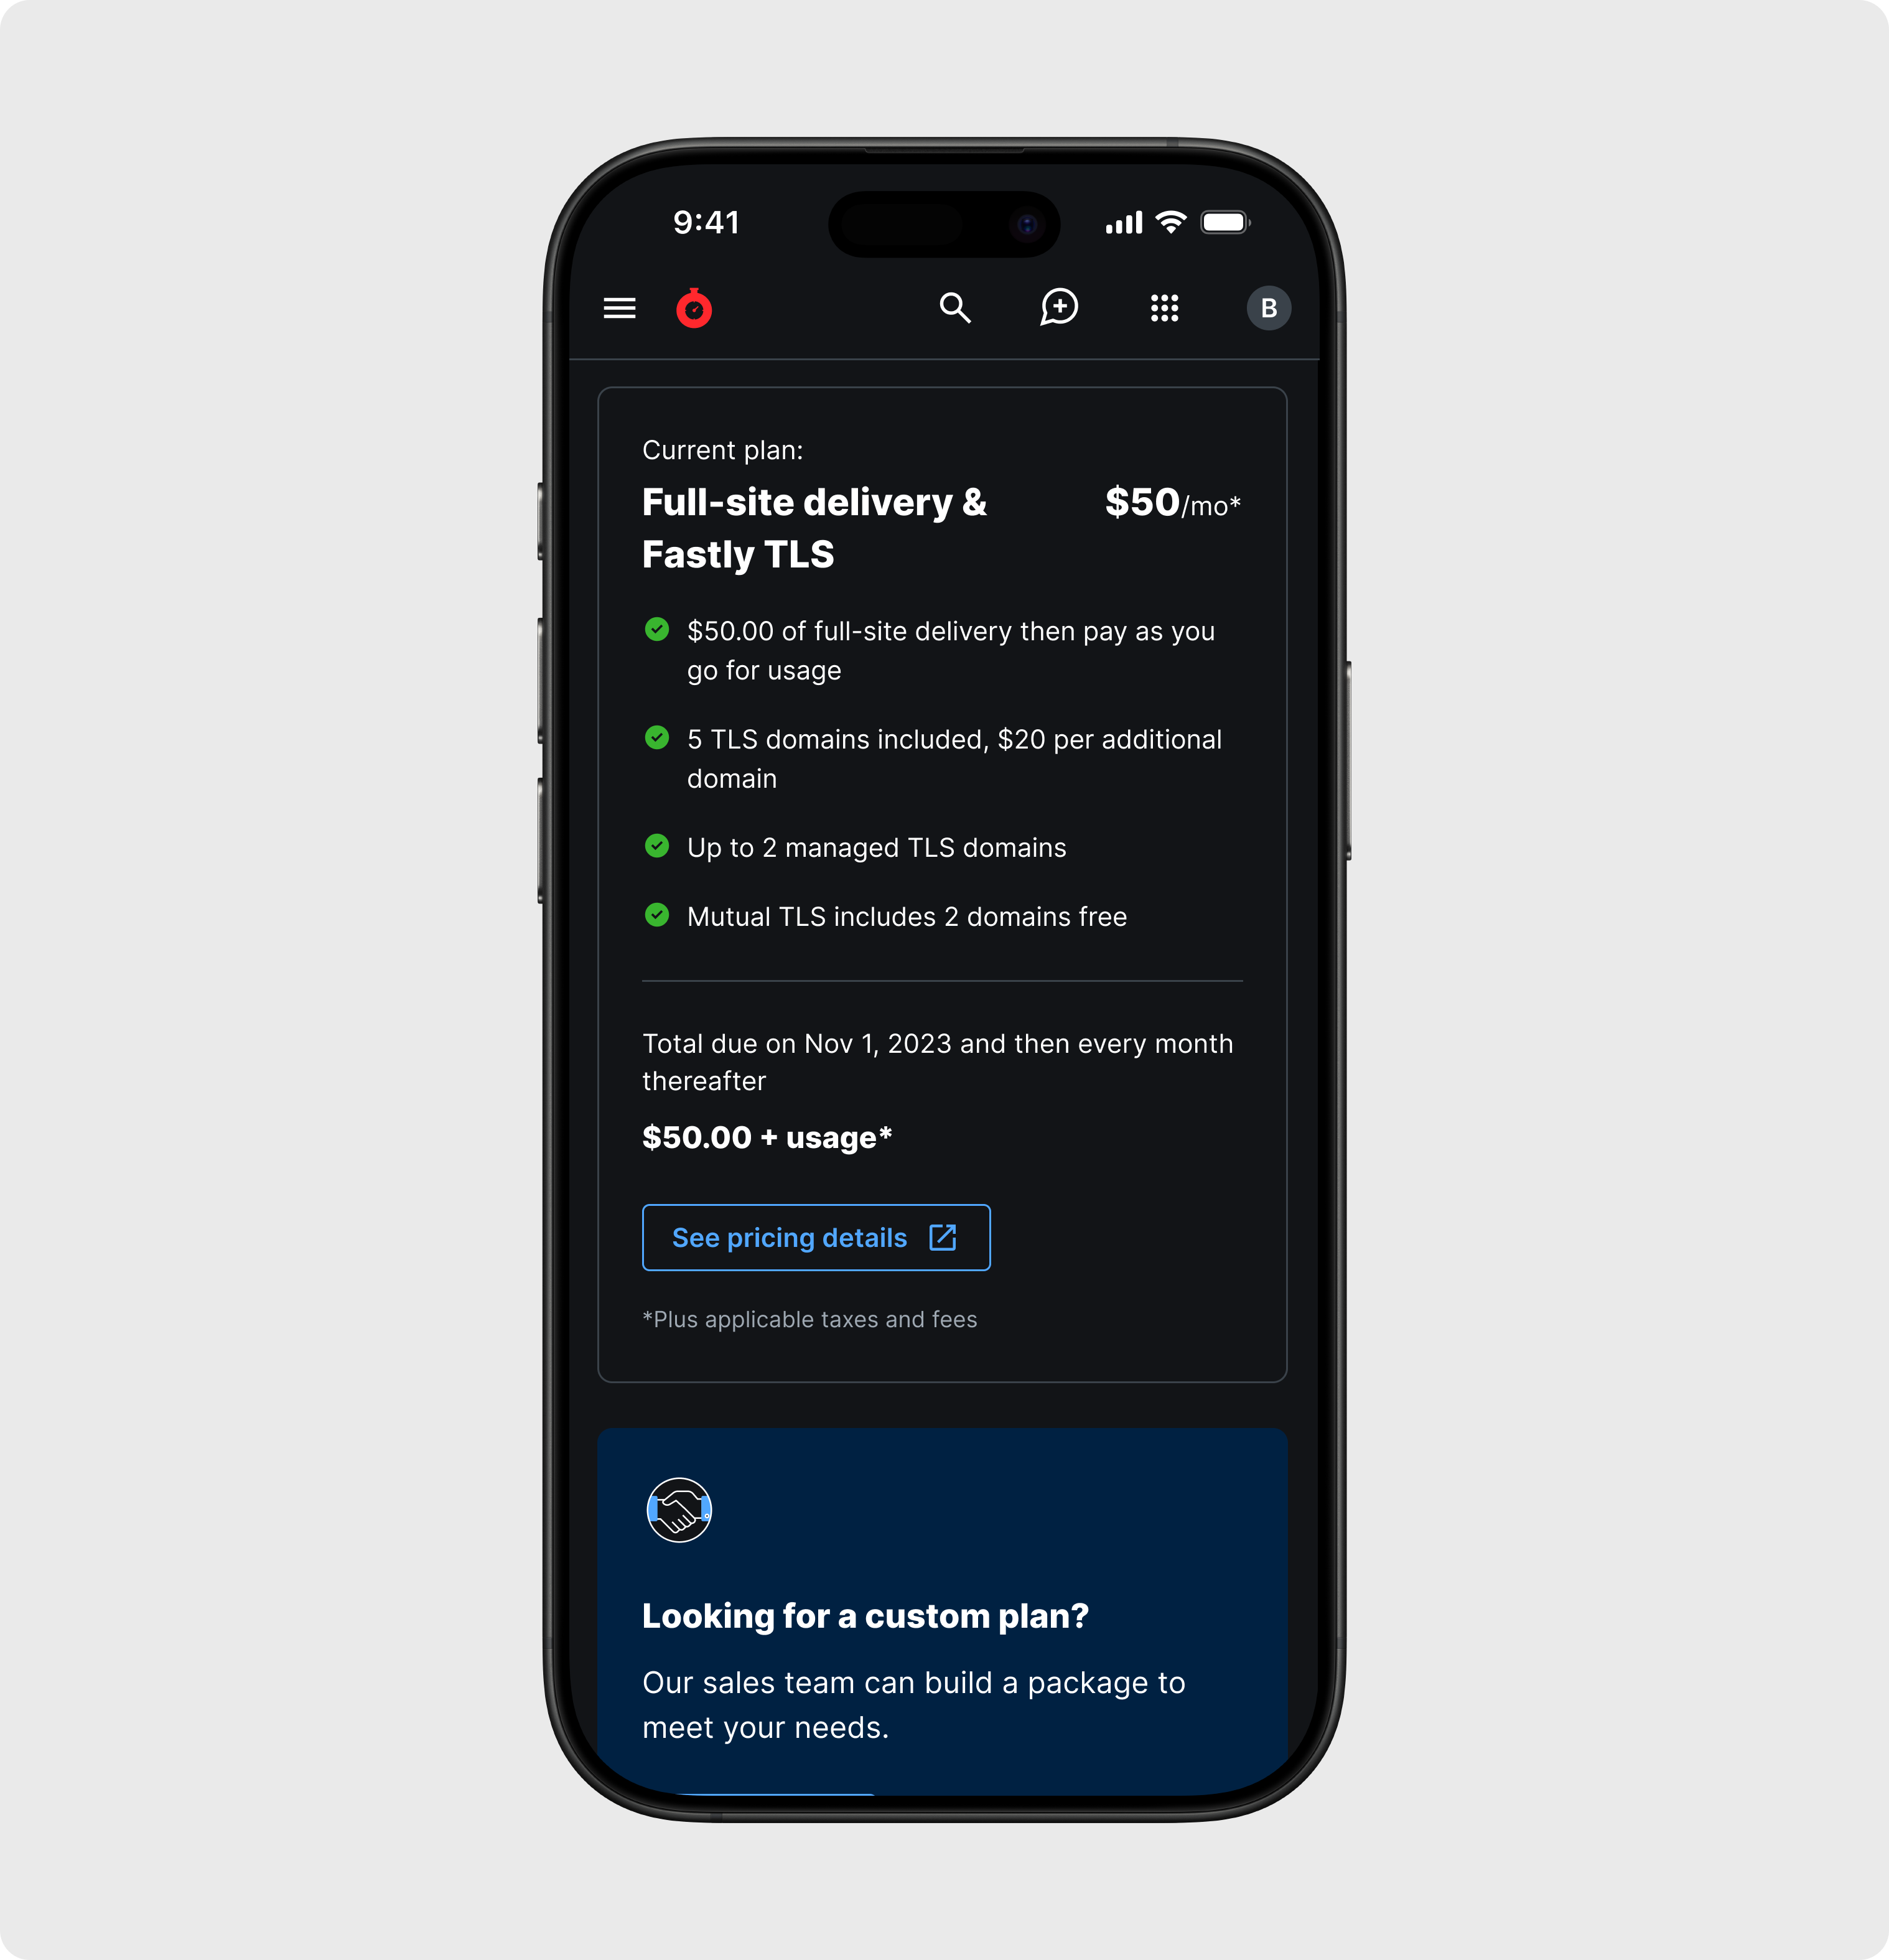 9:41
B
Current plan:
Full-site delivery & $50/mo*
Fastly TLS
$50.00 of full-site delivery then pay as you
go for usage
5 TLS domains included, $20 per additional
domain
Up to 2 managed TLS domains
Mutual TLS includes 2 domains free
Total due on Nov 1, 2023 and then every month
thereafter
$50.00 + usage*
See pricing details
*Plus applicable taxes and fees
Looking for a custom plan?
Our sales team can build a package to
meet your needs.